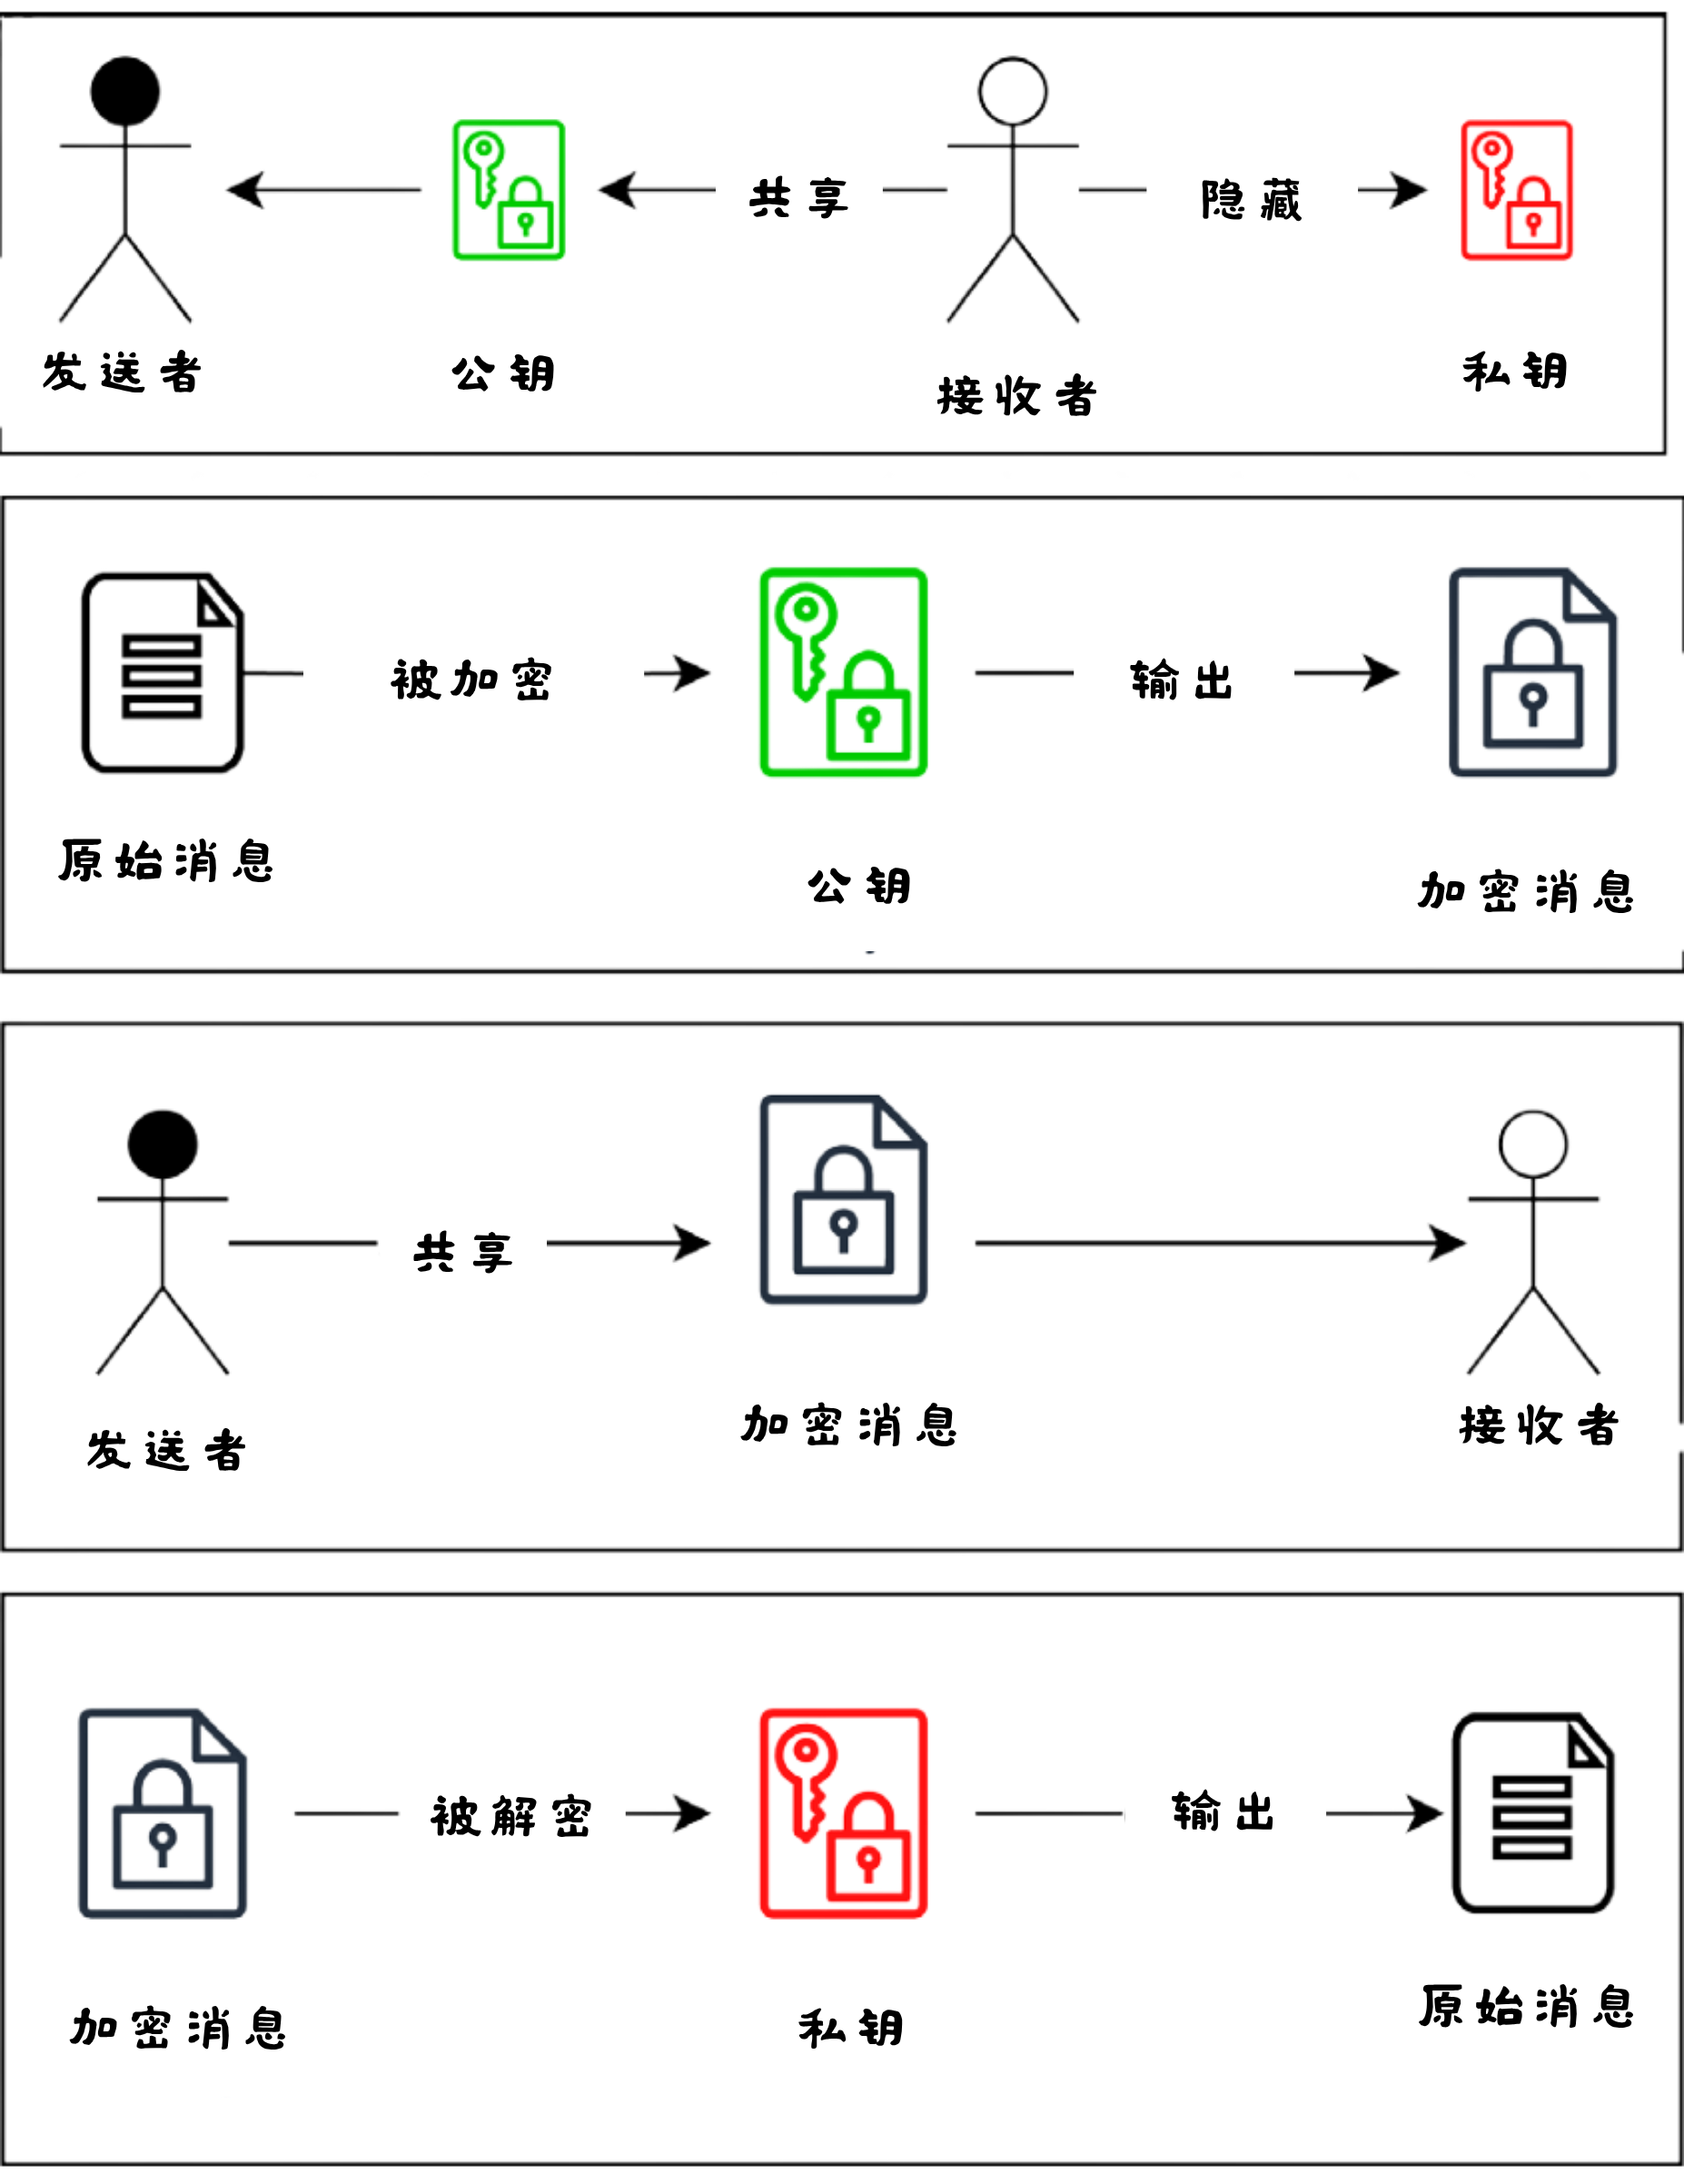 共享
隐藏
发送者
公钥
接收者
私钥
被加密
输出
原始消息
公钥
加密消息
共享
发送者
加密消息
接收者
被解密
输出
加密消息
私钥
原始消息